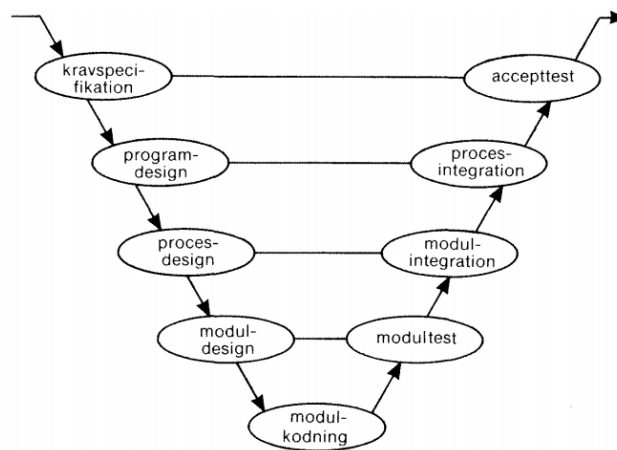 kravspeci-
fikation
accepttest
program-
design
proces-
integration
proces-
design
modul-
integration
modul-
design
modultest
modul-
kodning